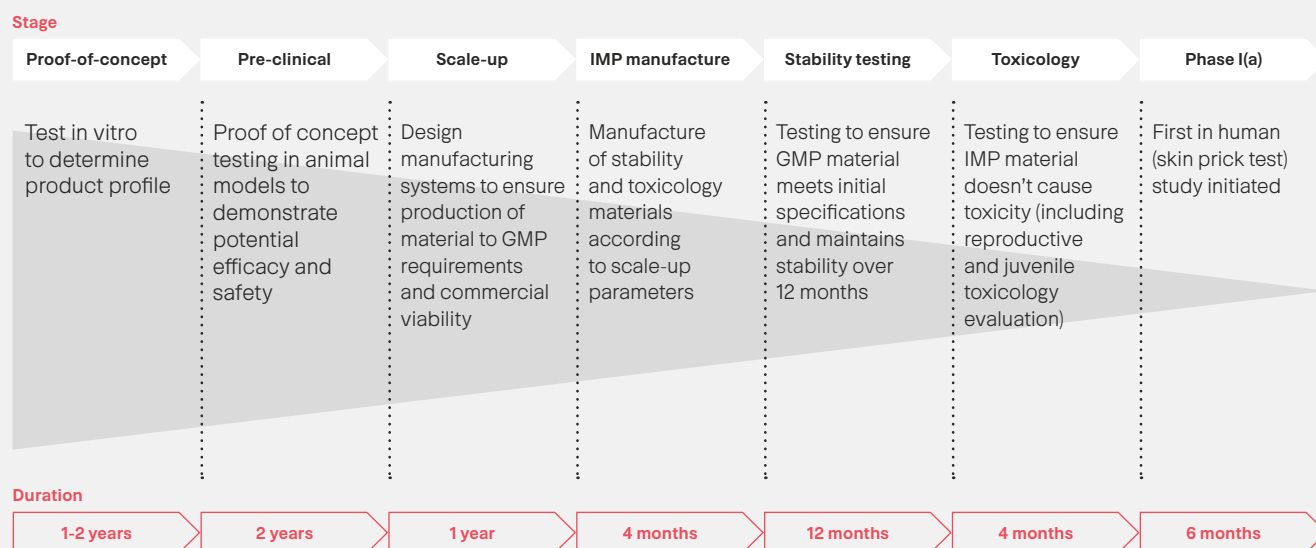 Stage
Proof-of-concept
Pre-clinical
Scale-up
IMP manufacture
Stability testing
Toxicology
Phase I(a)
Test in vitro
to determine
product profile
Proof of concept
testing in animal
models to
demonstrate
potential
efficacy and
safety
Design
manufacturing
systems to ensure
production of
material to GMP
requirements
and commercial
viability
Manufacture
of stability
and toxicology
materials
according
to scale-up
parameters
Testing to ensure
GMP material
meets initial
specifications
and maintains
stability over
12 months
Testing to ensure
IMP material
doesn’t cause
toxicity (including
reproductive
and juvenile
toxicology
evaluation)
First in human
(skin prick test)
study initiated
Duration
1-2 years
2 years
1 year
4 months
12 months
4 months
6 months